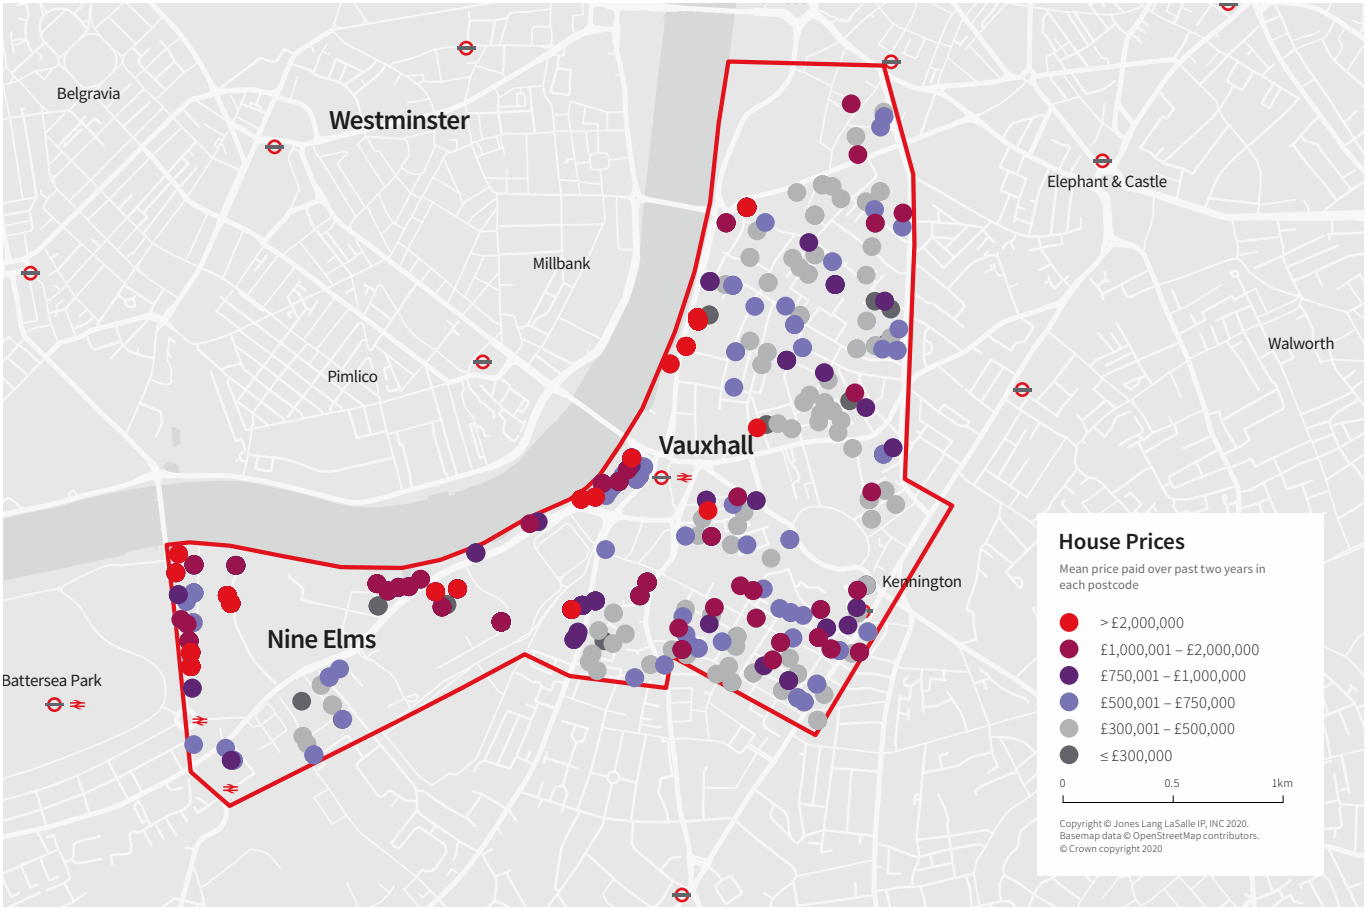 Belgravia
Westminster
Elephant & Castle
Millbank
Walworth
Pimlico
Vauxhall
Kennington
Nine Elms
Battersea Park
House Prices
Mean price paid over past two years in
each postcode
> £2,000,000
£1,000,001 – £2,000,000
£750,001 – £1,000,000
£500,001 – £750,000
£300,001 – £500,000
≤ £300,000
0 0.5 1km
Copyright © Jones Lang LaSalle IP, INC 2020.
Basemap data © OpenStreetMap contributors.
© Crown copyright 2020